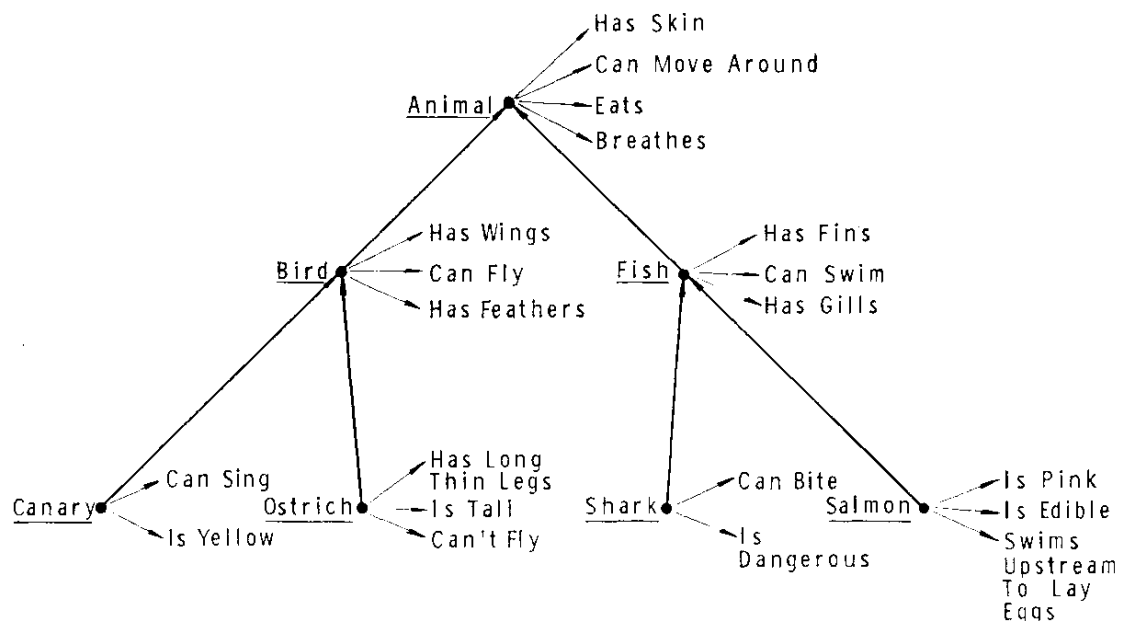 Has Skin
Can Move Around
Animal
Eats
Breathes
Has Wings
Bird
Can Fly
Has Feathers
Has Fins
Fish
Can Swim
Has Gills
Canary
Can Sing
Is Yellow
Ostrich
Has Long
Thin Legs
Is Tall
Can't Fly
Shark
Can Bite
Is
Dangerous
Salmon
Is Pink
Is Edible
Swims
Upstream
To Lay
Eggs